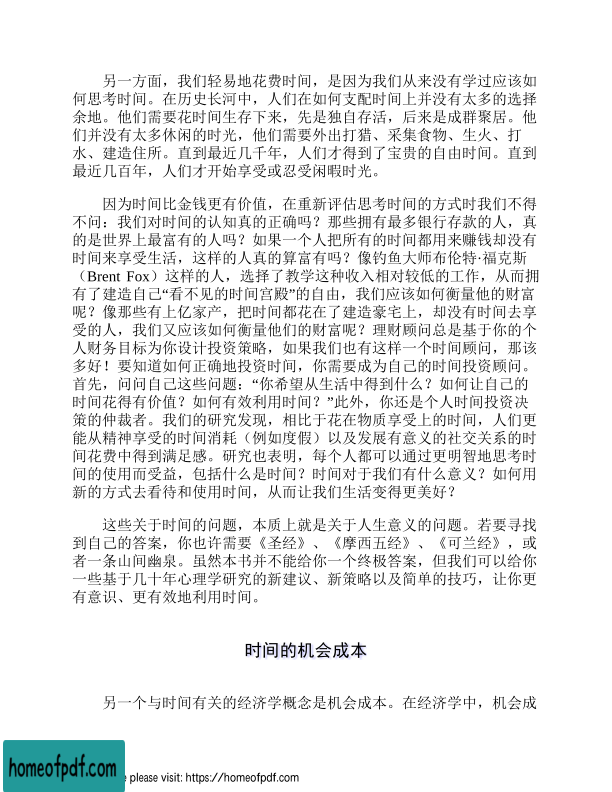 另一方面，我们轻易地花费时间，是因为我们从来没有学过应该如
何思考时间。在历史长河中，人们在如何支配时间上并没有太多的选择
余地。他们需要花时间生存下来，先是独自存活，后来是成群聚居。他
们并没有太多休闲的时光，他们需要外出打猎、采集食物、生火、打
水、建造住所。直到最近几千年，人们才得到了宝贵的自由时间。直到
最近几百年，人们才开始享受或忍受闲暇时光。
因为时间比金钱更有价值，在重新评估思考时间的方式时我们不得
不问：我们对时间的认知真的正确吗？那些拥有最多银行存款的人，真
的是世界上最富有的人吗？如果一个人把所有的时间都用来赚钱却没有
时间来享受生活，这样的人真的算富有吗？像钓鱼大师布伦特·福克斯
（Brent Fox）这样的人，选择了教学这种收入相对较低的工作，从而拥
有了建造自己“看不见的时间宫殿”的自由，我们应该如何衡量他的财富
呢？像那些有上亿家产，把时间都花在了建造豪宅上，却没有时间去享
受的人，我们又应该如何衡量他们的财富呢？理财顾问总是基于你的个
人财务目标为你设计投资策略，如果我们也有这样一个时间顾问，那该
多好！要知道如何正确地投资时间，你需要成为自己的时间投资顾问。
首先，问问自己这些问题：“你希望从生活中得到什么？如何让自己的
时间花得有价值？如何有效利用时间？”此外，你还是个人时间投资决
策的仲裁者。我们的研究发现，相比于花在物质享受上的时间，人们更
能从精神享受的时间消耗（例如度假）以及发展有意义的社交关系的时
间花费中得到满足感。研究也表明，每个人都可以通过更明智地思考时
间的使用而受益，包括什么是时间？时间对于我们有什么意义？如何用
新的方式去看待和使用时间，从而让我们生活变得更美好？
这些关于时间的问题，本质上就是关于人生意义的问题。若要寻找
到自己的答案，你也许需要《圣经》、《摩西五经》、《可兰经》，或
者一条山间幽泉。虽然本书并不能给你一个终极答案，但我们可以给你
一些基于几十年心理学研究的新建议、新策略以及简单的技巧，让你更
有意识、更有效地利用时间。
时间的机会成本
另一个与时间有关的经济学概念是机会成本。在经济学中，机会成
homeofpdf.com
please visit: https://homeofpdf.com